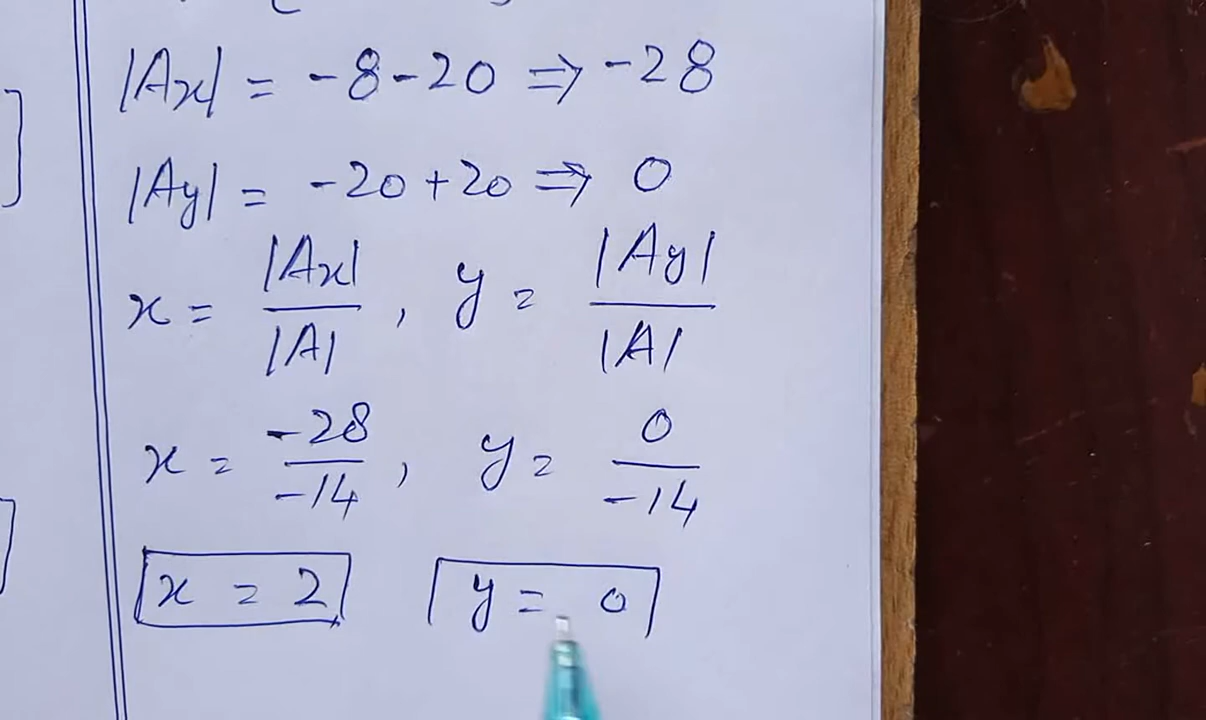 |Ax| = -8-20 ⇒ -28
|Ay| = -20+20 ⇒ 0
x = |Ax| / |A| , y = |Ay| / |A|
x = -28 / -14 , y = 0 / -14
x = 2 y = 0